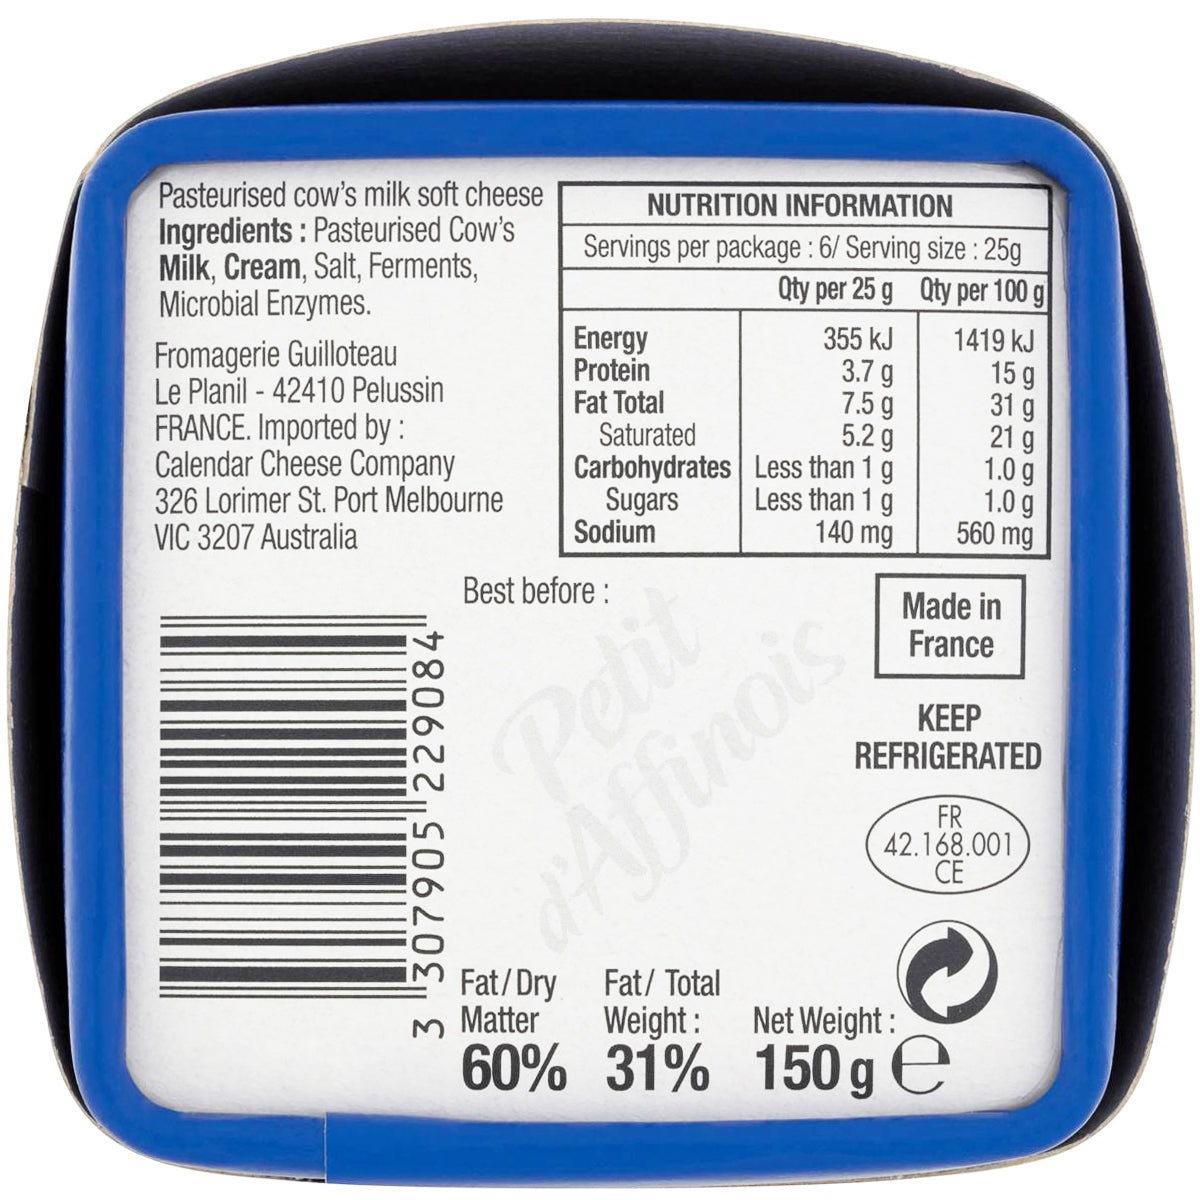 Pasteurised cow's milk soft cheese
Ingredients : Pasteurised Cow's
Milk, Cream, Salt, Ferments,
Microbial Enzymes.
Fromagerie Guilloteau
Le Planil - 42410 Pelussin
FRANCE. Imported by :
Calendar Cheese Company
326 Lorimer St. Port Melbourne
VIC 3207 Australia
NUTRITION INFORMATION
Servings per package : 6/ Serving size : 25g
Qty per 25 g Qty per 100 g
Energy 355 kJ 1419 kJ
Protein 3.7 g 15 g
Fat Total 7.5 g 31 g
Saturated 5.2 g 21 g
Carbohydrates Less than 1 g 1.0 g
Sugars Less than 1 g 1.0 g
Sodium 140 mg 560 mg
Best before :
Made in
France
KEEP
REFRIGERATED
FR
42.168.001
CE
Petit
d'Affinois
3 307905 229084
Fat/Dry
Matter
60%
Fat/ Total
Weight :
31%
Net Weight :
150 g ℮